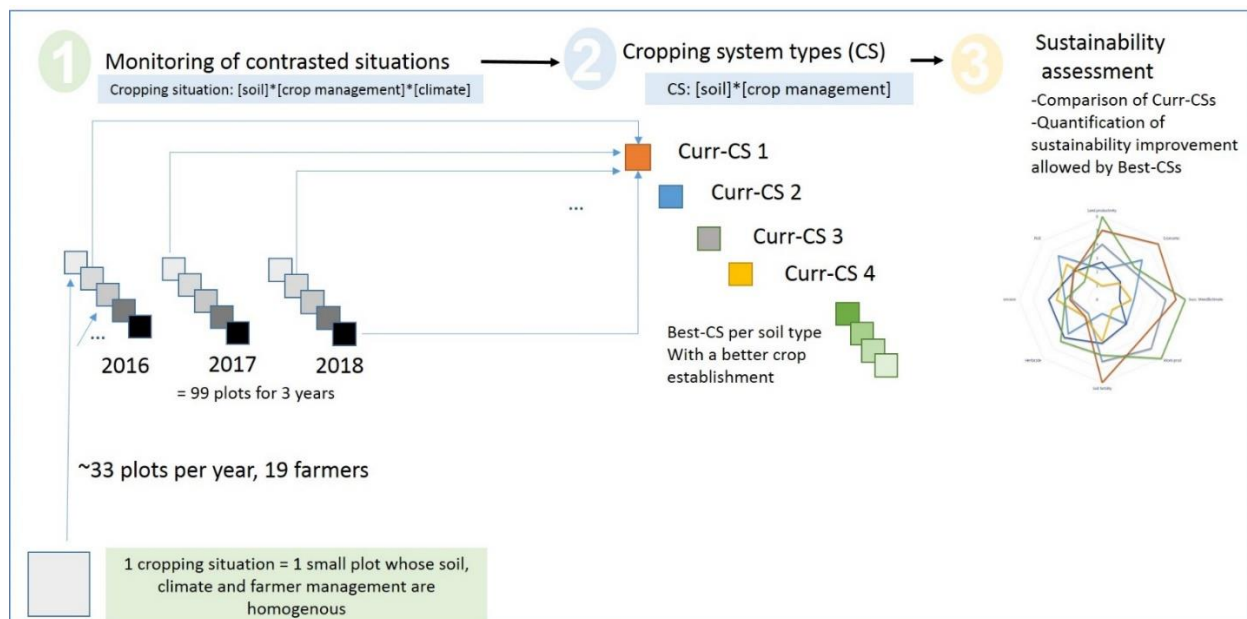 1
Monitoring of contrasted situations
Cropping situation: [soil]*[crop management]*[climate]
2
Cropping system types (CS)
CS: [soil]*[crop management]
3
Sustainability
assessment
-Comparison of Curr-CSs
-Quantification of
sustainability improvement
allowed by Best-CSs
Curr-CS 1
...
Curr-CS 2
Curr-CS 3
Curr-CS 4
...
2016
2017
2018
= 99 plots for 3 years
Best-CS per soil type
With a better crop
establishment
Land productivity
~33 plots per year, 19 farmers
1 cropping situation = 1 small plot whose soil,
climate and farmer management are
homogenous